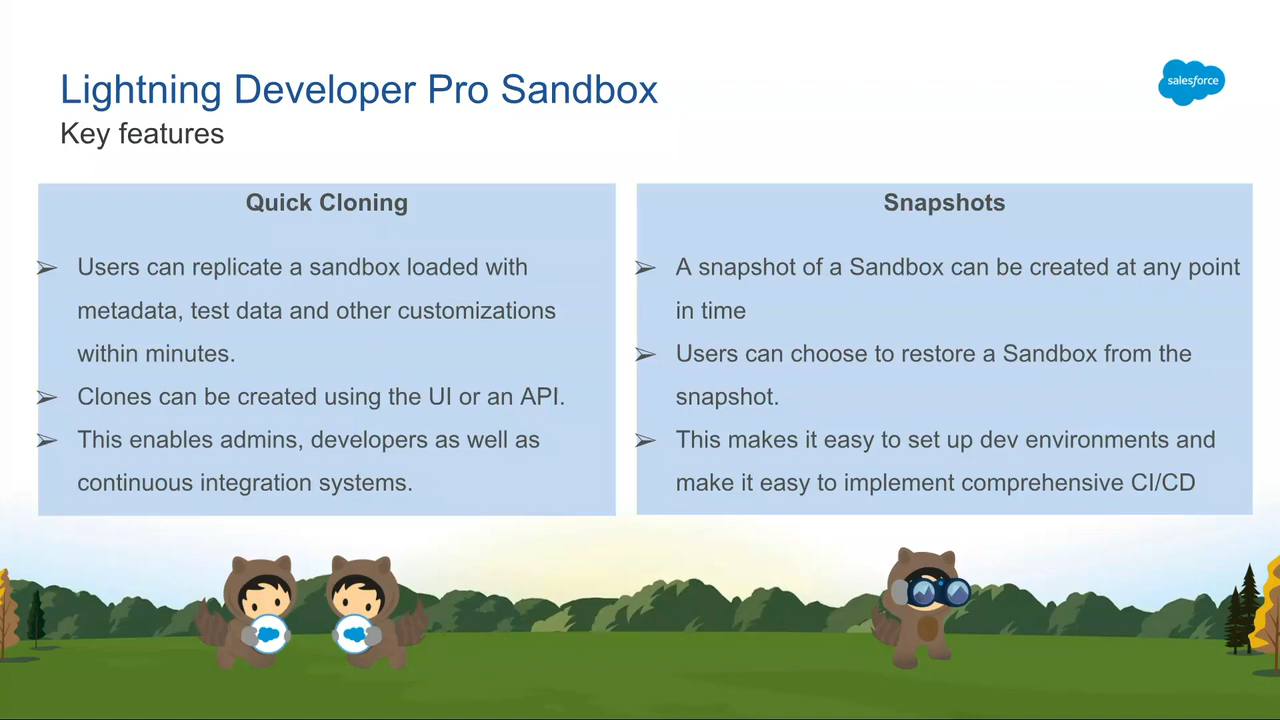 Lightning Developer Pro Sandbox
Key features
salesforce
Quick Cloning
➢ Users can replicate a sandbox loaded with
metadata, test data and other customizations
within minutes.
➢ Clones can be created using the UI or an API.
➢ This enables admins, developers as well as
continuous integration systems.
Snapshots
➢ A snapshot of a Sandbox can be created at any point
in time
➢ Users can choose to restore a Sandbox from the
snapshot.
➢ This makes it easy to set up dev environments and
make it easy to implement comprehensive CI/CD